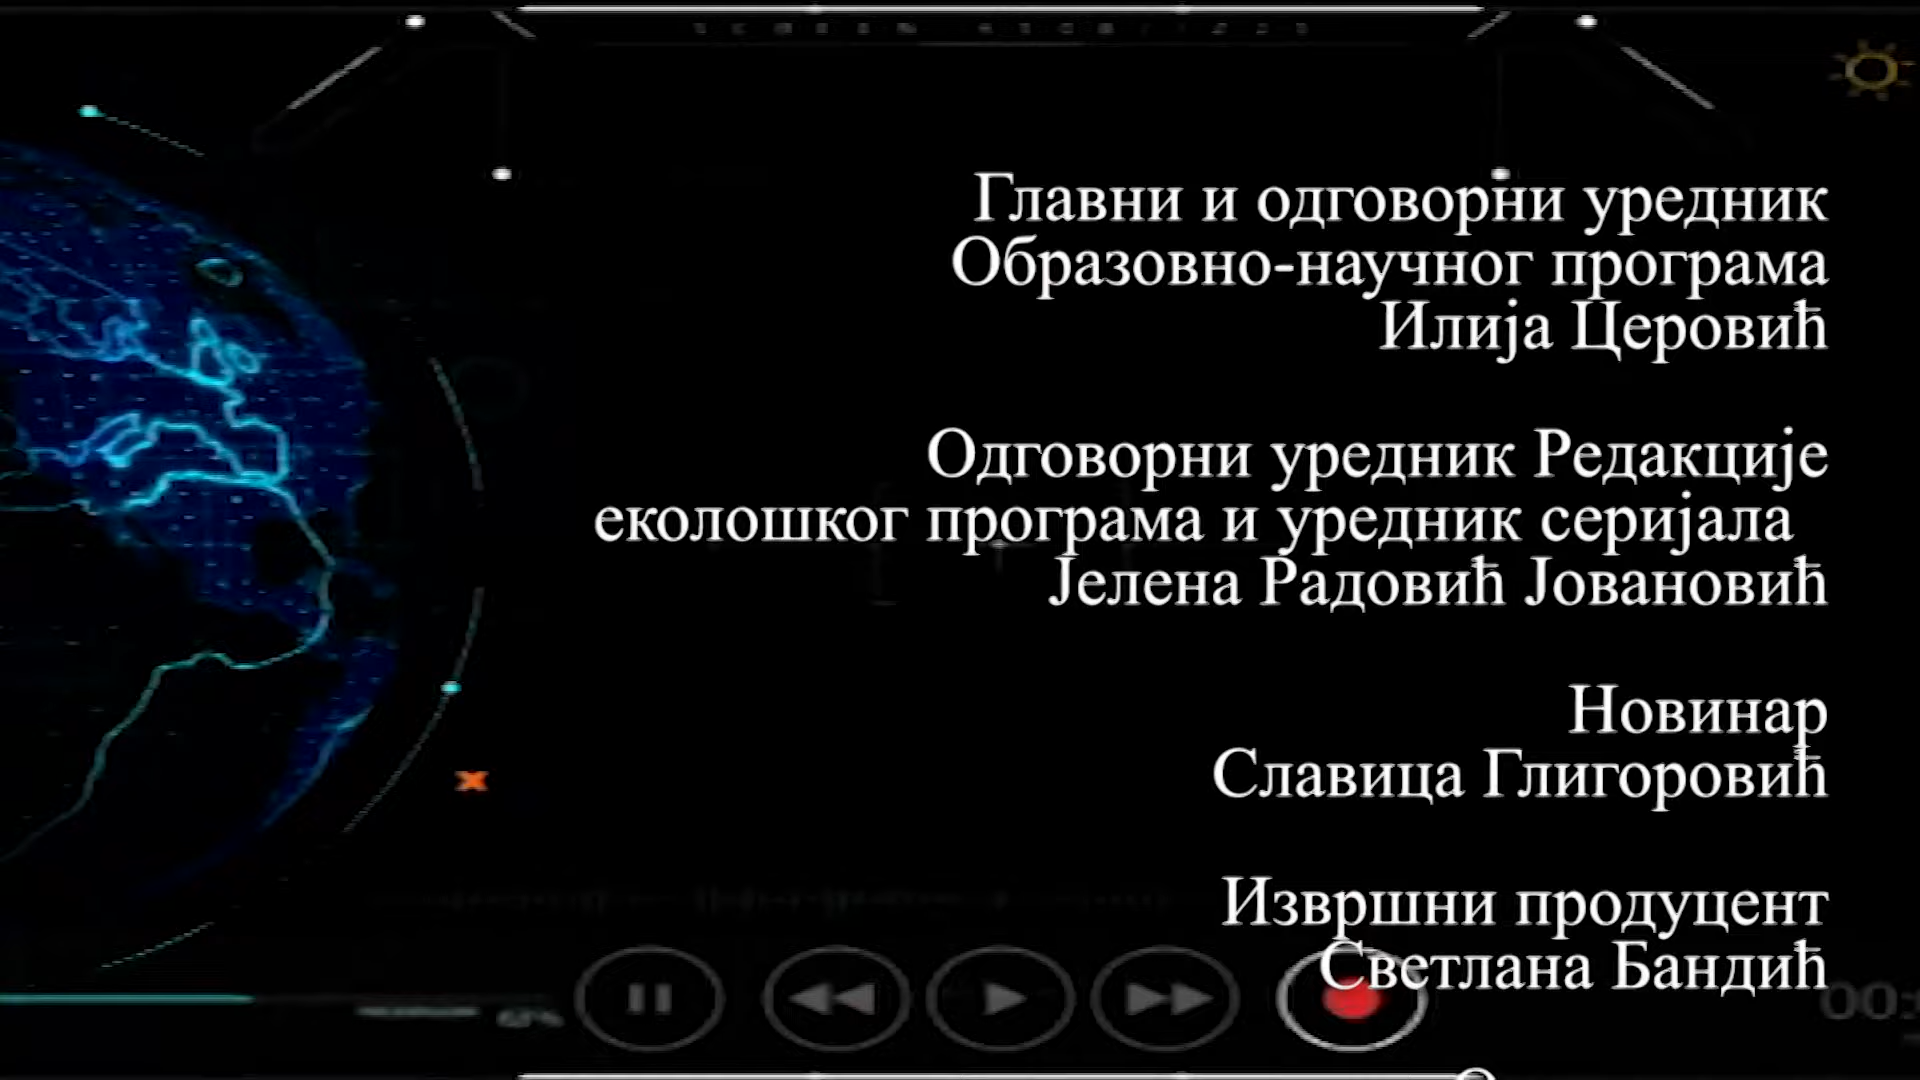 Главни и одговорни уредник
Образовно-научног програма
Илија Церовић
Одговорни уредник Редакције
еколошког програма и уредник серијала
Јелена Радовић Јовановић
Новинар
Славица Глигоровић
Извршни продуцент
Светлана Бандић